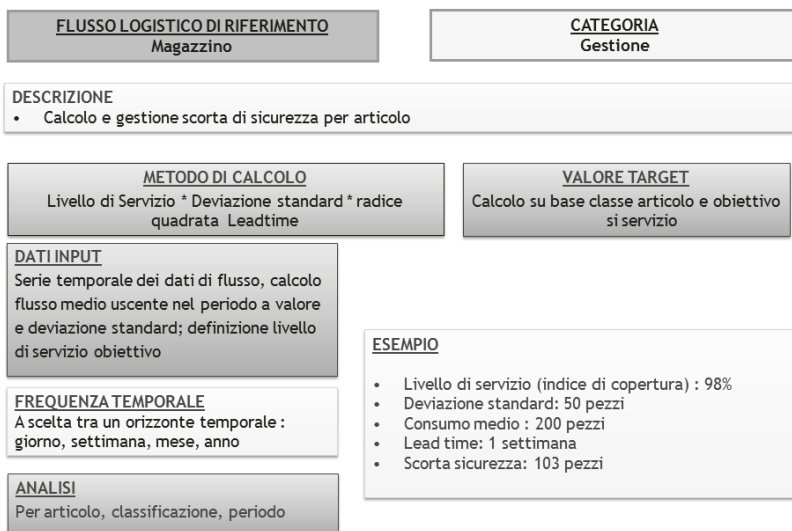 FLUSSO LOGISTICO DI RIFERIMENTO
Magazzino
CATEGORIA
Gestione
DESCRIZIONE
• Calcolo e gestione scorta di sicurezza per articolo
METODO DI CALCOLO
Livello di Servizio * Deviazione standard * radice
quadrata Leadtime
VALORE TARGET
Calcolo su base classe articolo e obiettivo
si servizio
DATI INPUT
Serie temporale dei dati di flusso, calcolo
flusso medio uscente nel periodo a valore
e deviazione standard; definizione livello
di servizio obiettivo
FREQUENZA TEMPORALE
A scelta tra un orizzonte temporale :
giorno, settimana, mese, anno
ANALISI
Per articolo, classificazione, periodo
ESEMPIO
• Livello di servizio (indice di copertura) : 98%
• Deviazione standard: 50 pezzi
• Consumo medio : 200 pezzi
• Lead time: 1 settimana
• Scorta sicurezza: 103 pezzi